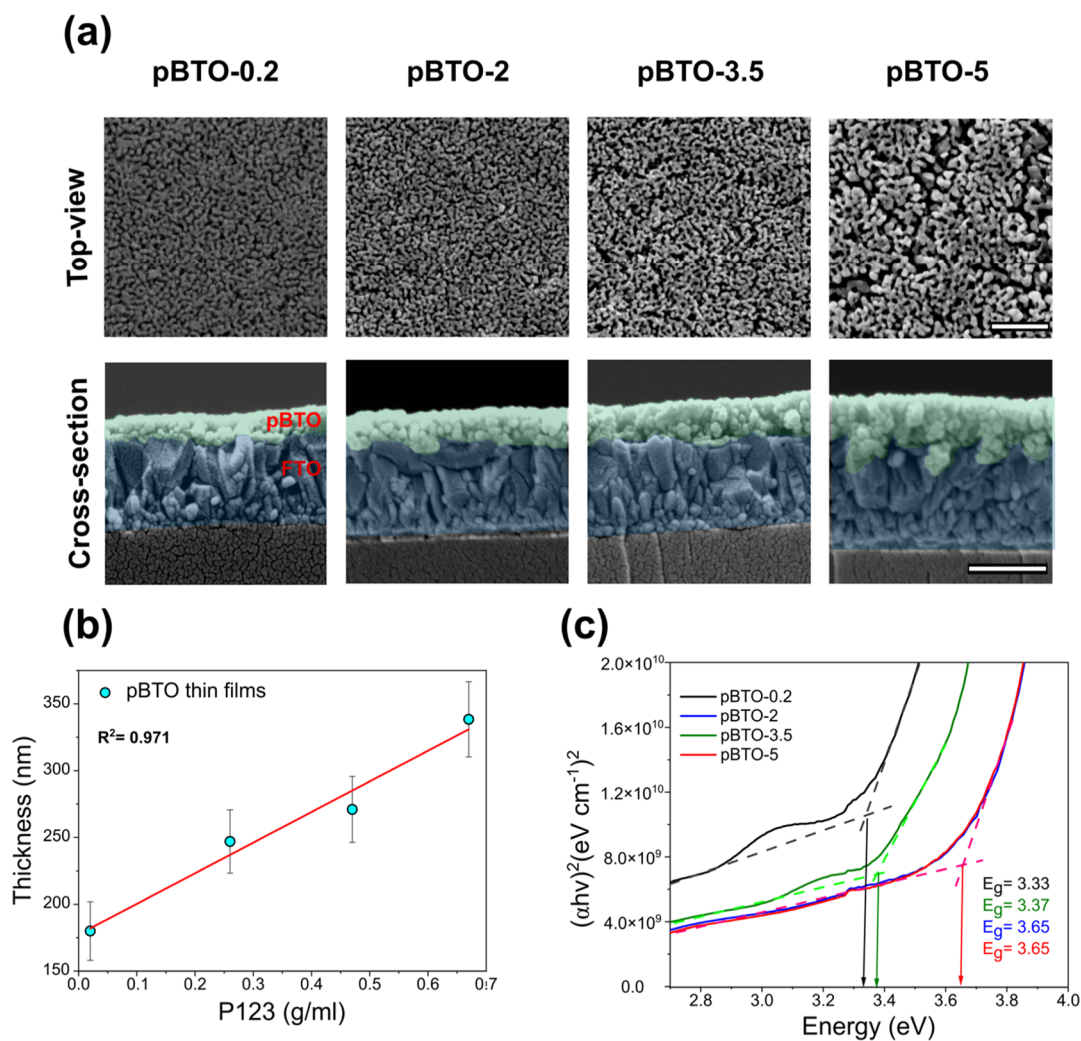 (a)
pBTO-0.2 pBTO-2 pBTO-3.5 pBTO-5
Top-view
Cross-section
pBTO
FTO
(b)
350
300
250
200
150
Thickness (nm)
pBTO thin films
R²= 0.971
0.0 0.1 0.2 0.3 0.4 0.5 0.6 0.7
P123 (g/ml)
(c)
2.0×10¹⁰
1.6×10¹⁰
1.2×10¹⁰
8.0×10⁹
4.0×10⁹
0.0
(αhv)²(eV cm⁻¹)²
pBTO-0.2
pBTO-2
pBTO-3.5
pBTO-5
Eg= 3.33
Eg= 3.37
Eg= 3.65
Eg= 3.65
2.8 3.0 3.2 3.4 3.6 3.8 4.0
Energy (eV)